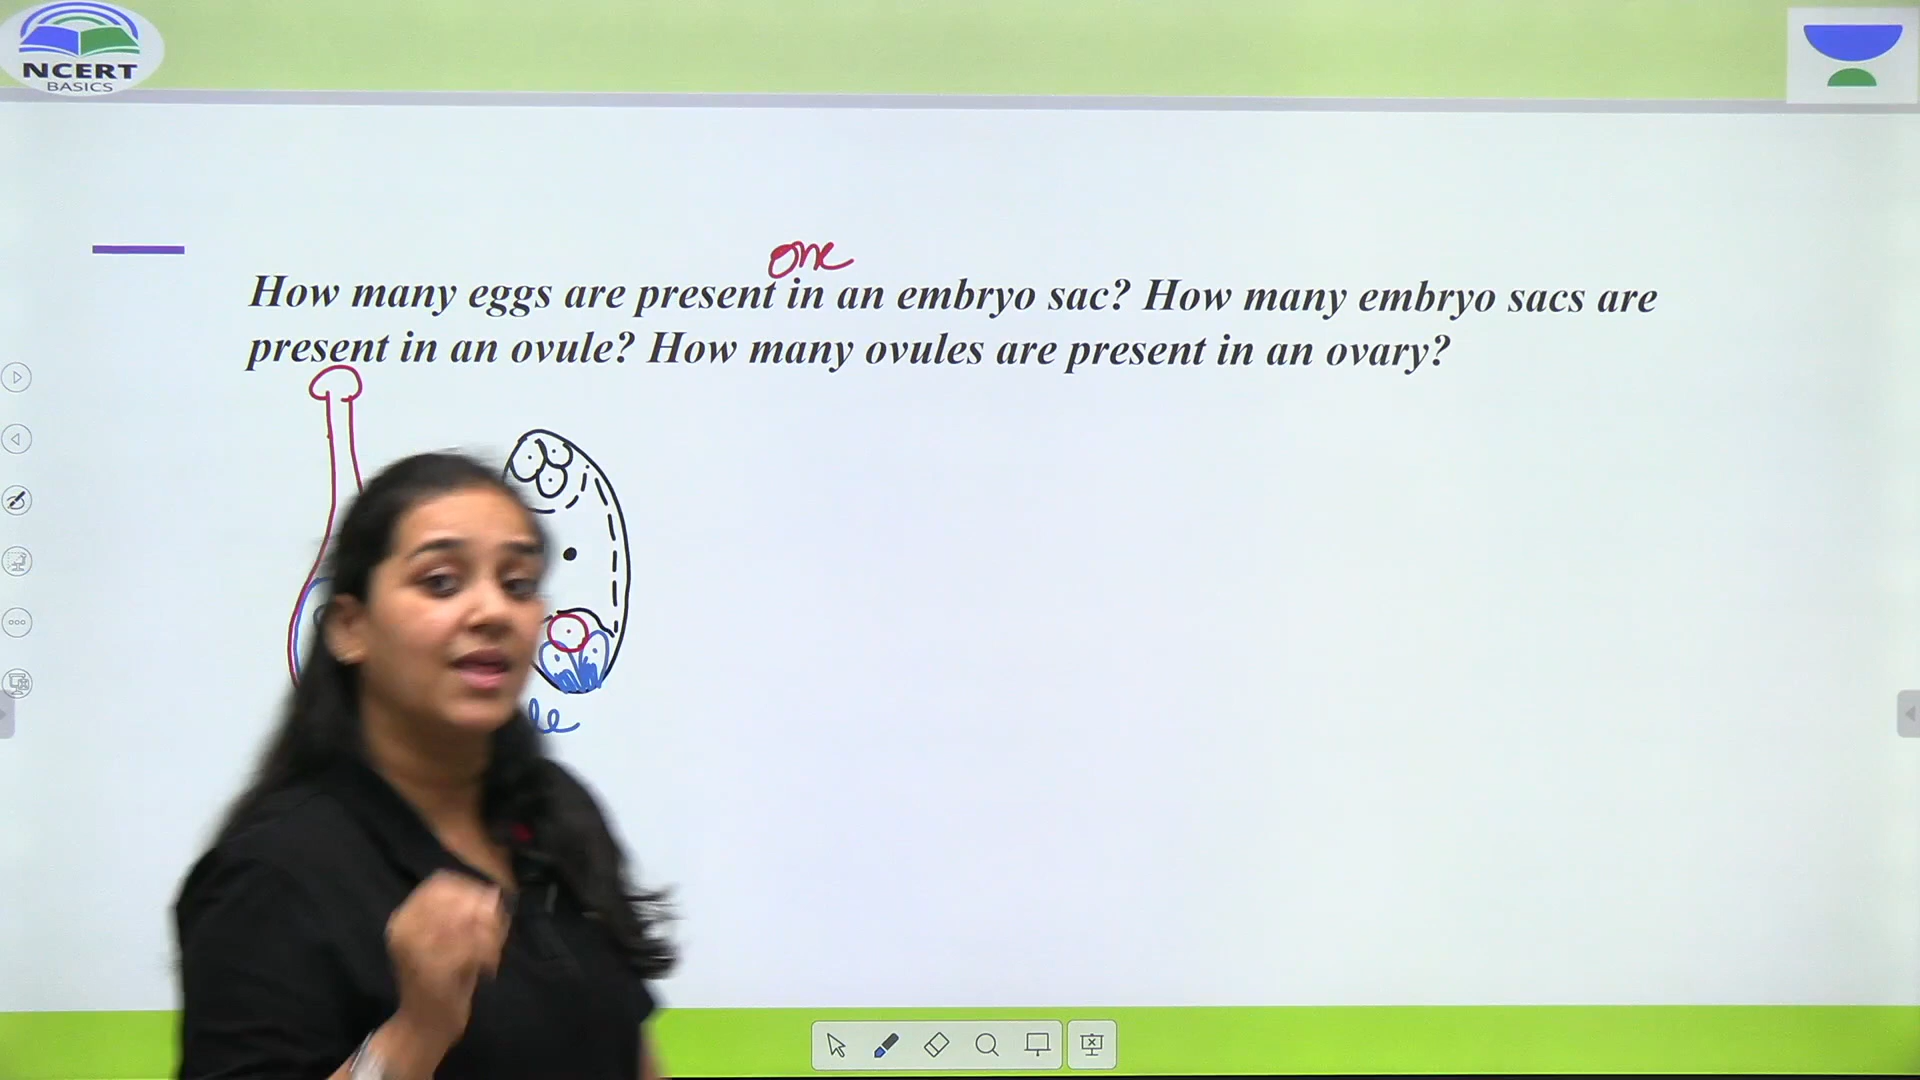 NCERT
BASICS
one
How many eggs are present in an embryo sac? How many embryo sacs are
present in an ovule? How many ovules are present in an ovary?
le